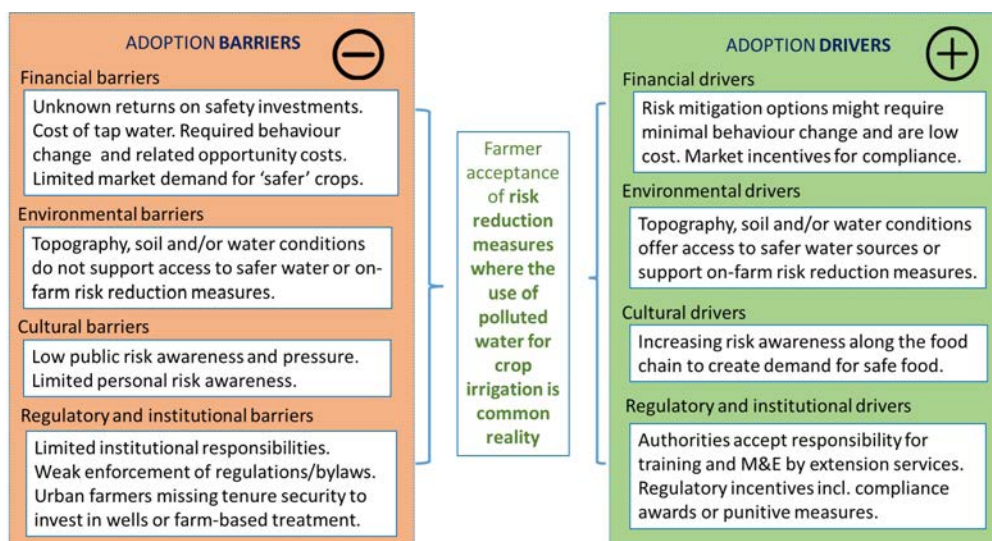 ADOPTION BARRIERS
Financial barriers
Unknown returns on safety investments.
Cost of tap water. Required behaviour
change and related opportunity costs.
Limited market demand for ‘safer’ crops.
Environmental barriers
Topography, soil and/or water conditions
do not support access to safer water or on-
farm risk reduction measures.
Cultural barriers
Low public risk awareness and pressure.
Limited personal risk awareness.
Regulatory and institutional barriers
Limited institutional responsibilities.
Weak enforcement of regulations/bylaws.
Urban farmers missing tenure security to
invest in wells or farm-based treatment.
Farmer
acceptance
of risk
reduction
measures
where the
use of
polluted
water for
crop
irrigation is
common
reality
ADOPTION DRIVERS
Financial drivers
Risk mitigation options might require
minimal behaviour change and are low
cost. Market incentives for compliance.
Environmental drivers
Topography, soil and/or water conditions
offer access to safer water sources or
support on-farm risk reduction measures.
Cultural drivers
Increasing risk awareness along the food
chain to create demand for safe food.
Regulatory and institutional drivers
Authorities accept responsibility for
training and M&E by extension services.
Regulatory incentives incl. compliance
awards or punitive measures.